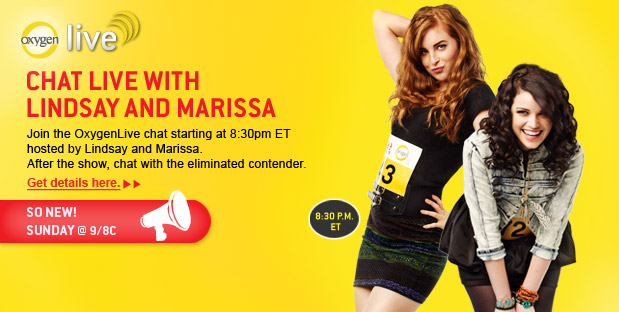 oxygen live
CHAT LIVE WITH
LINDSAY AND MARISSA
Join the OxygenLive chat starting at 8:30pm ET
hosted by Lindsay and Marissa.
After the show, chat with the eliminated contender.
Get details here.
SO NEW!
SUNDAY @ 9/8C
8:30 P.M.
ET
3
2